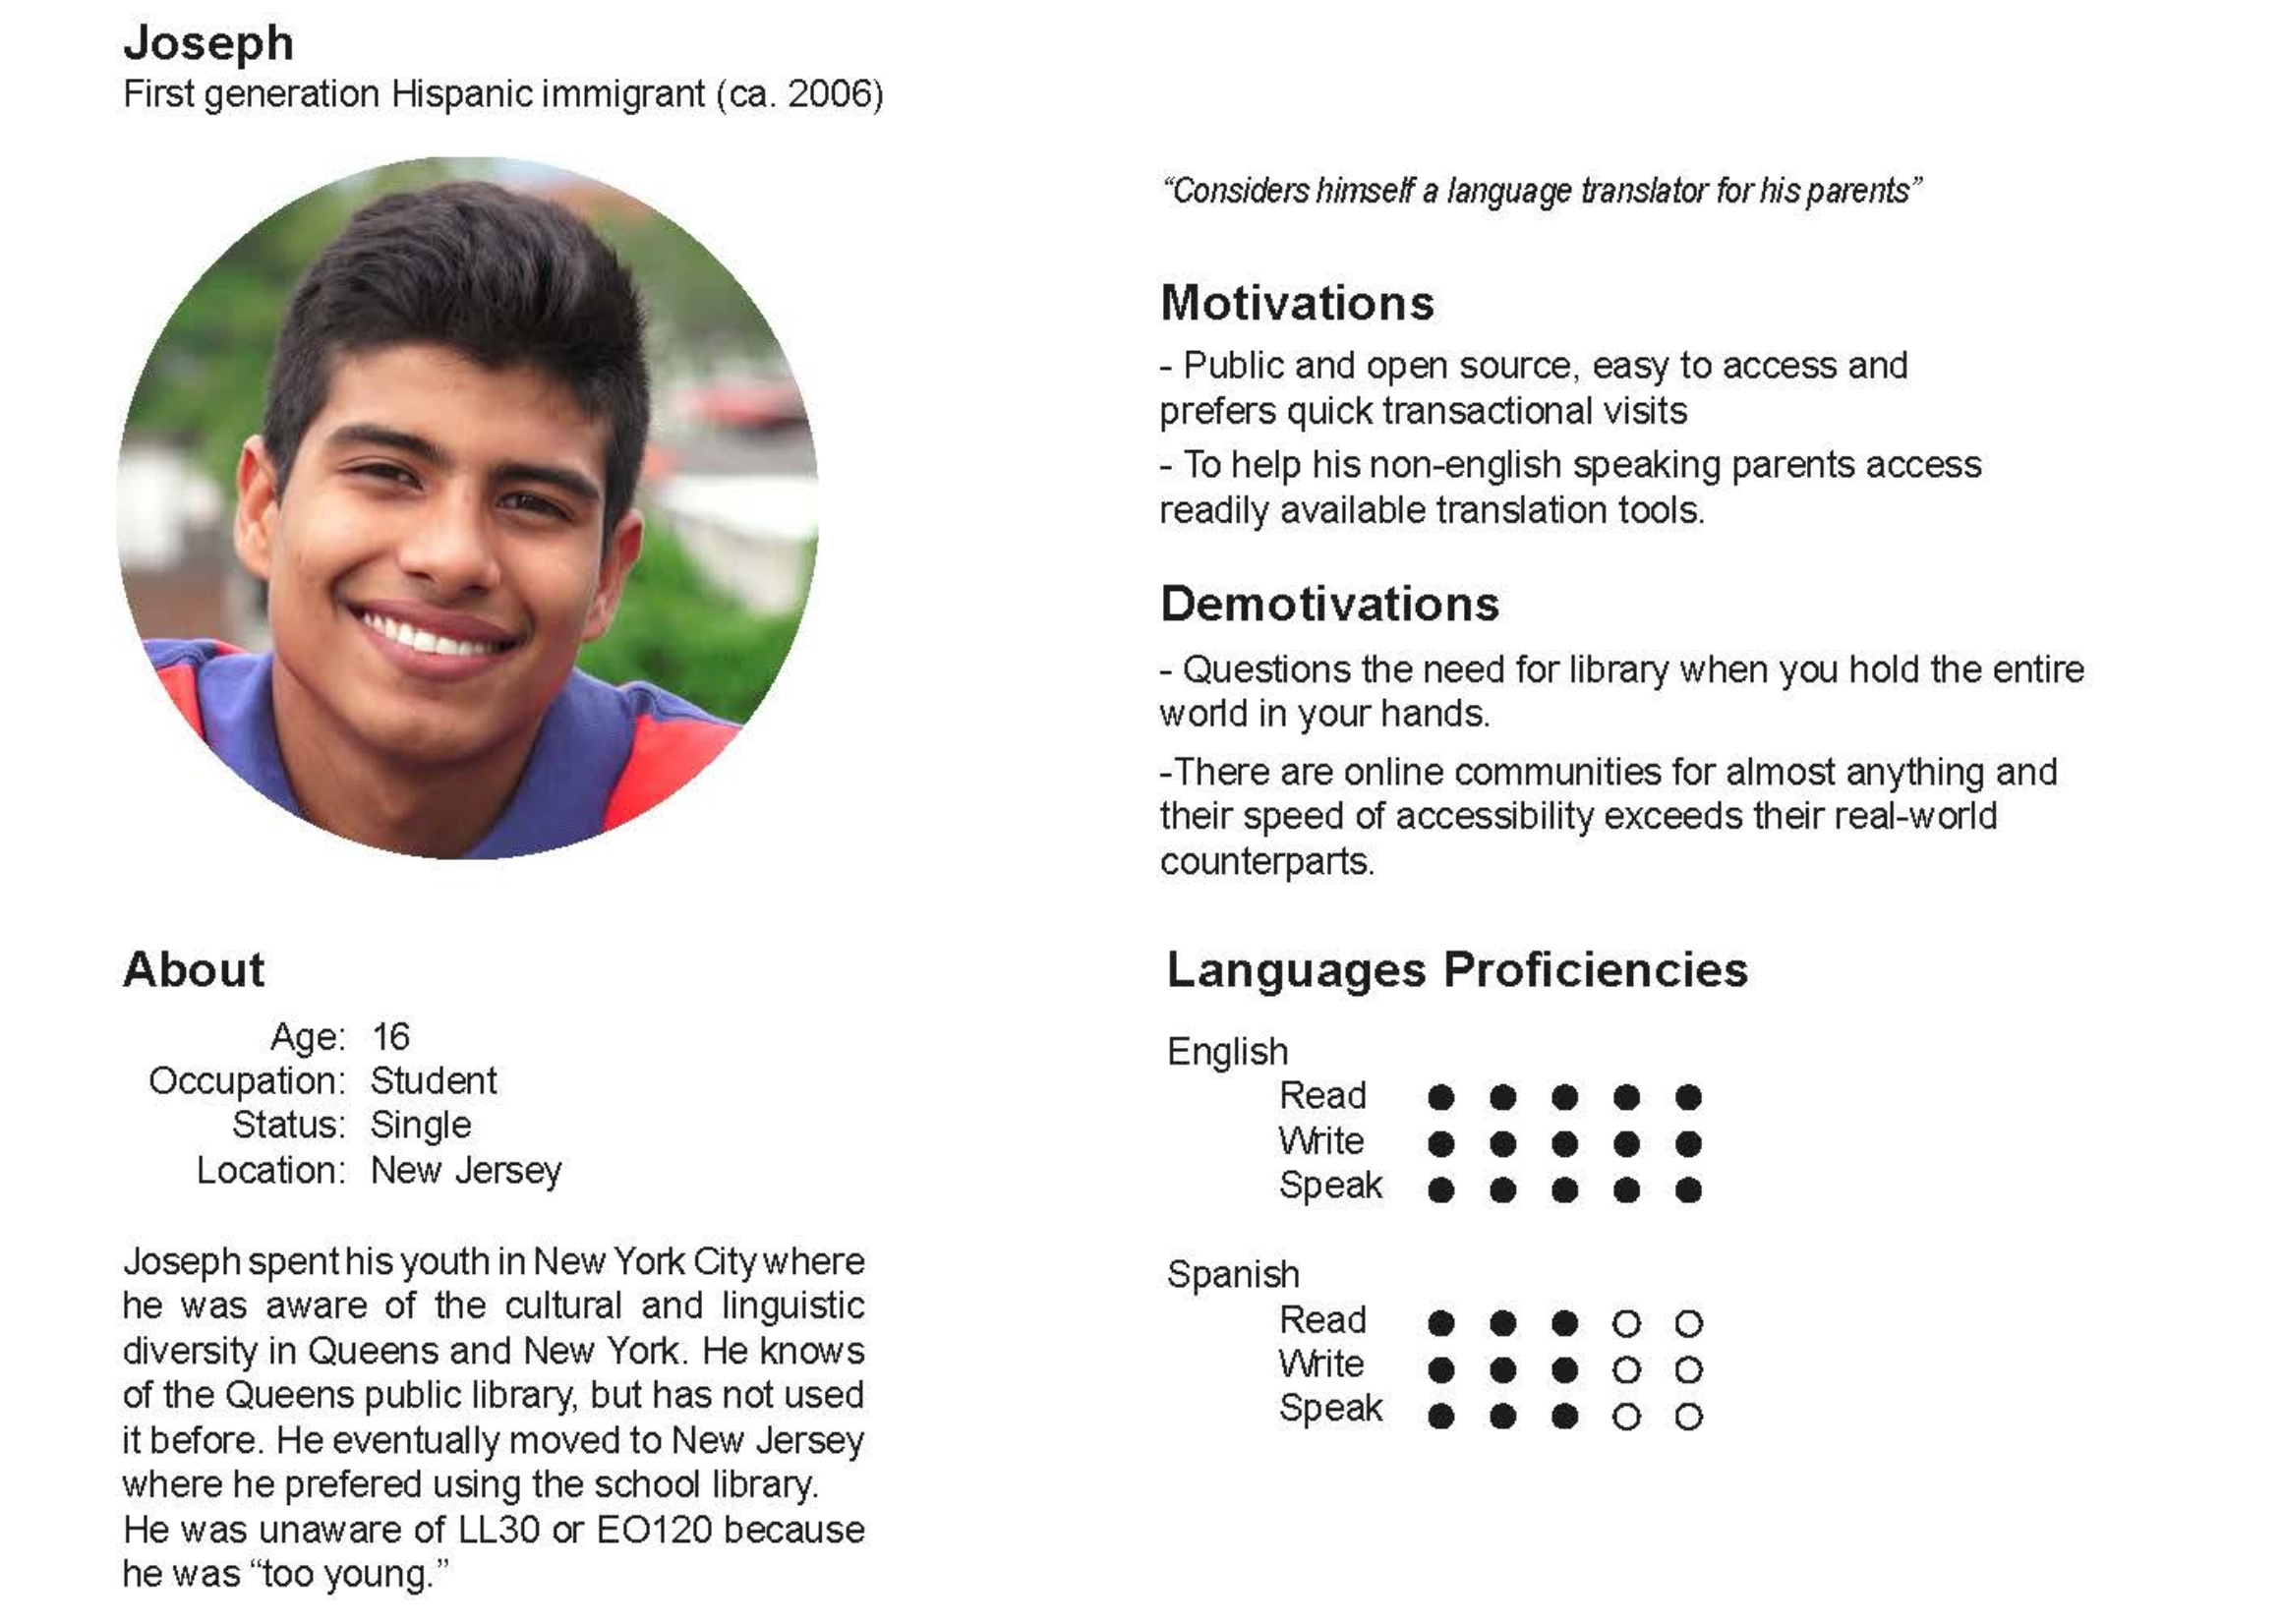 Joseph
First generation Hispanic immigrant (ca. 2006)
“Considers himself a language translator for his parents”
Motivations
- Public and open source, easy to access and
prefers quick transactional visits
- To help his non-english speaking parents access
readily available translation tools.
Demotivations
- Questions the need for library when you hold the entire
world in your hands.
-There are online communities for almost anything and
their speed of accessibility exceeds their real-world
counterparts.
About
Age: 16
Occupation: Student
Status: Single
Location: New Jersey
Joseph spent his youth in New York City where
he was aware of the cultural and linguistic
diversity in Queens and New York. He knows
of the Queens public library, but has not used
it before. He eventually moved to New Jersey
where he prefered using the school library.
He was unaware of LL30 or EO120 because
he was “too young.”
Languages Proficiencies
English
Read
Write
Speak
Spanish
Read
Write
Speak